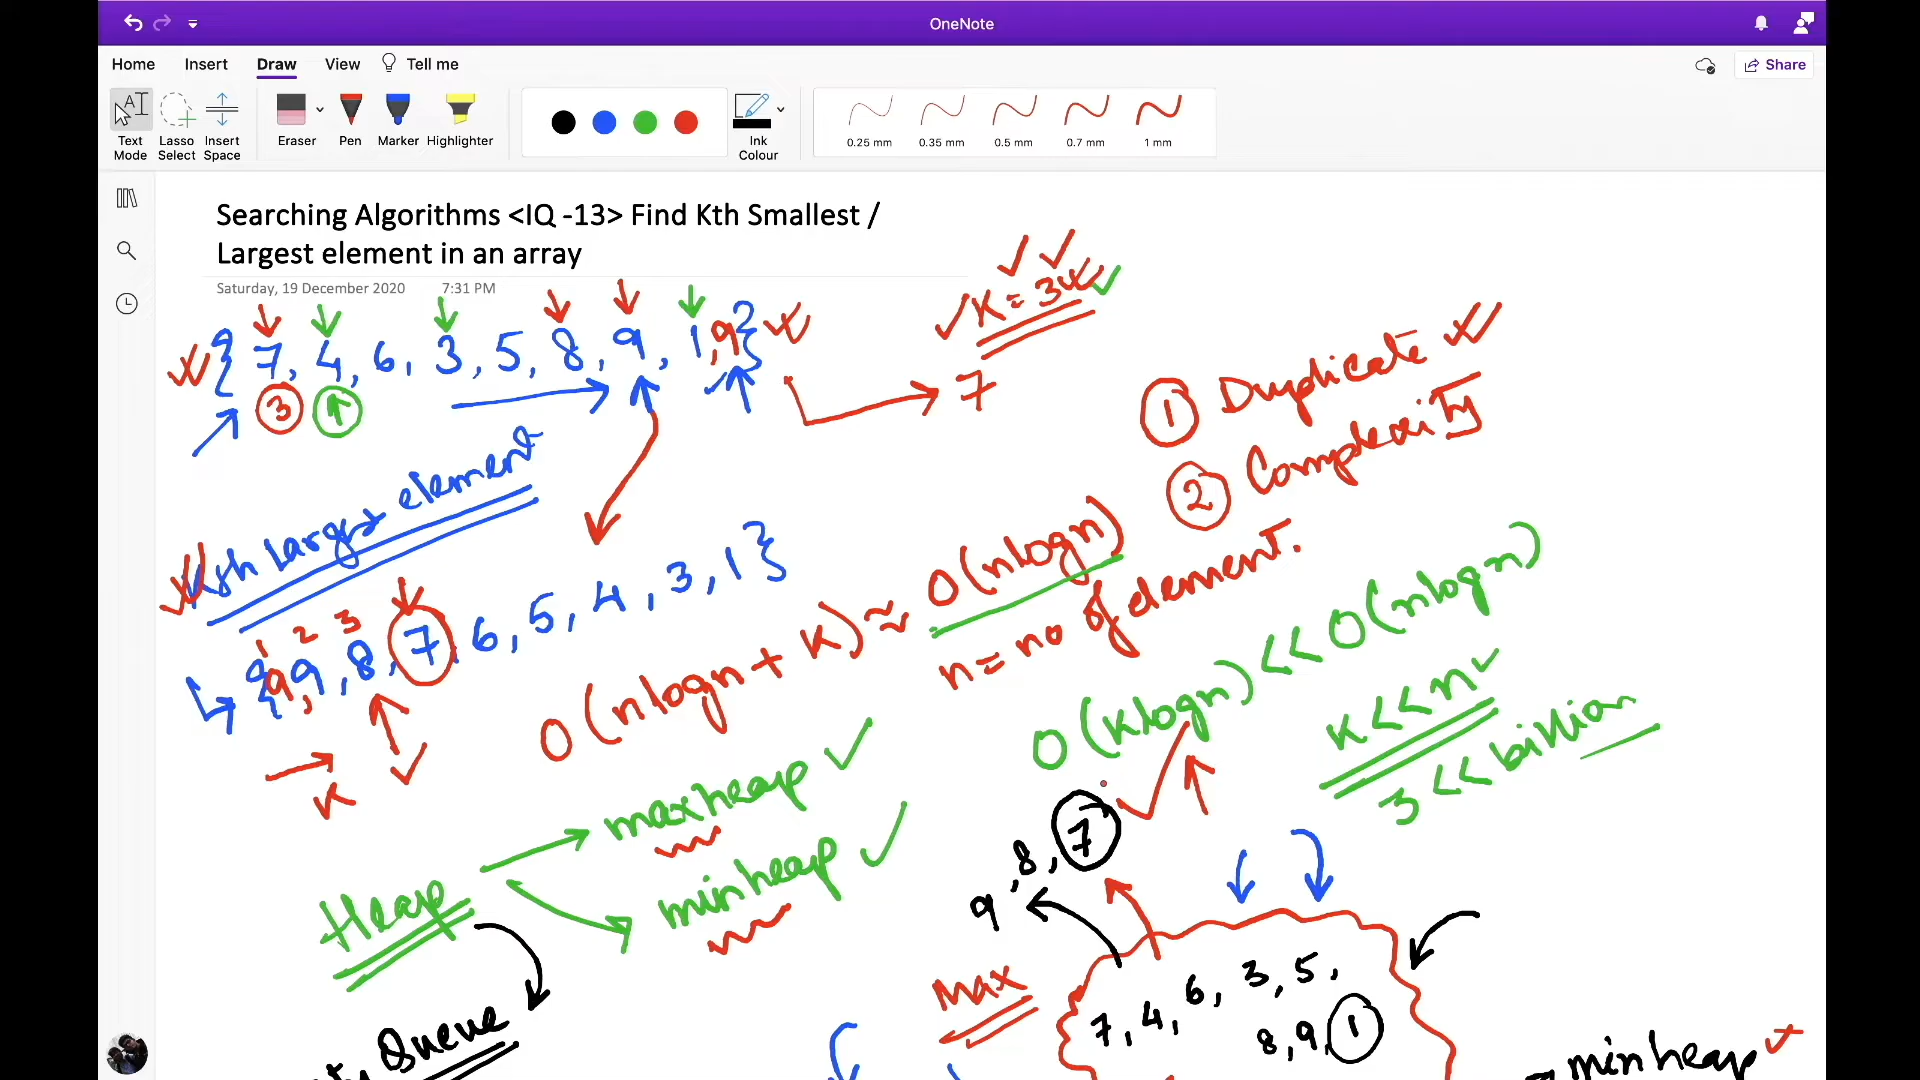 OneNote
Home Insert Draw View Tell me
Share
Text Mode
Lasso Select
Insert Space
Eraser
Pen
Marker
Highlighter
Ink Colour
0.25 mm
0.35 mm
0.5 mm
0.7 mm
1 mm
Searching Algorithms <IQ -13> Find Kth Smallest /
Largest element in an array
Saturday, 19 December 2020 7:31 PM
{ 7, 4, 6, 3, 5, 8, 9, 1, 9 }
3
K = 3
7
1 Duplicate
2 Complexity
Kth largest element
1 2 3
{ 9, 9, 8, 7, 6, 5, 4, 3, 1 }
K
O(nlogn + K) ≈ O(nlogn)
n = no of element.
O(Klogn) << O(nlogn)
K << n
3 << billion
Heap
maxheap
minheap
9, 8, 7
Max
7, 4, 6, 3, 5,
8, 9, 1
Queue
minheap